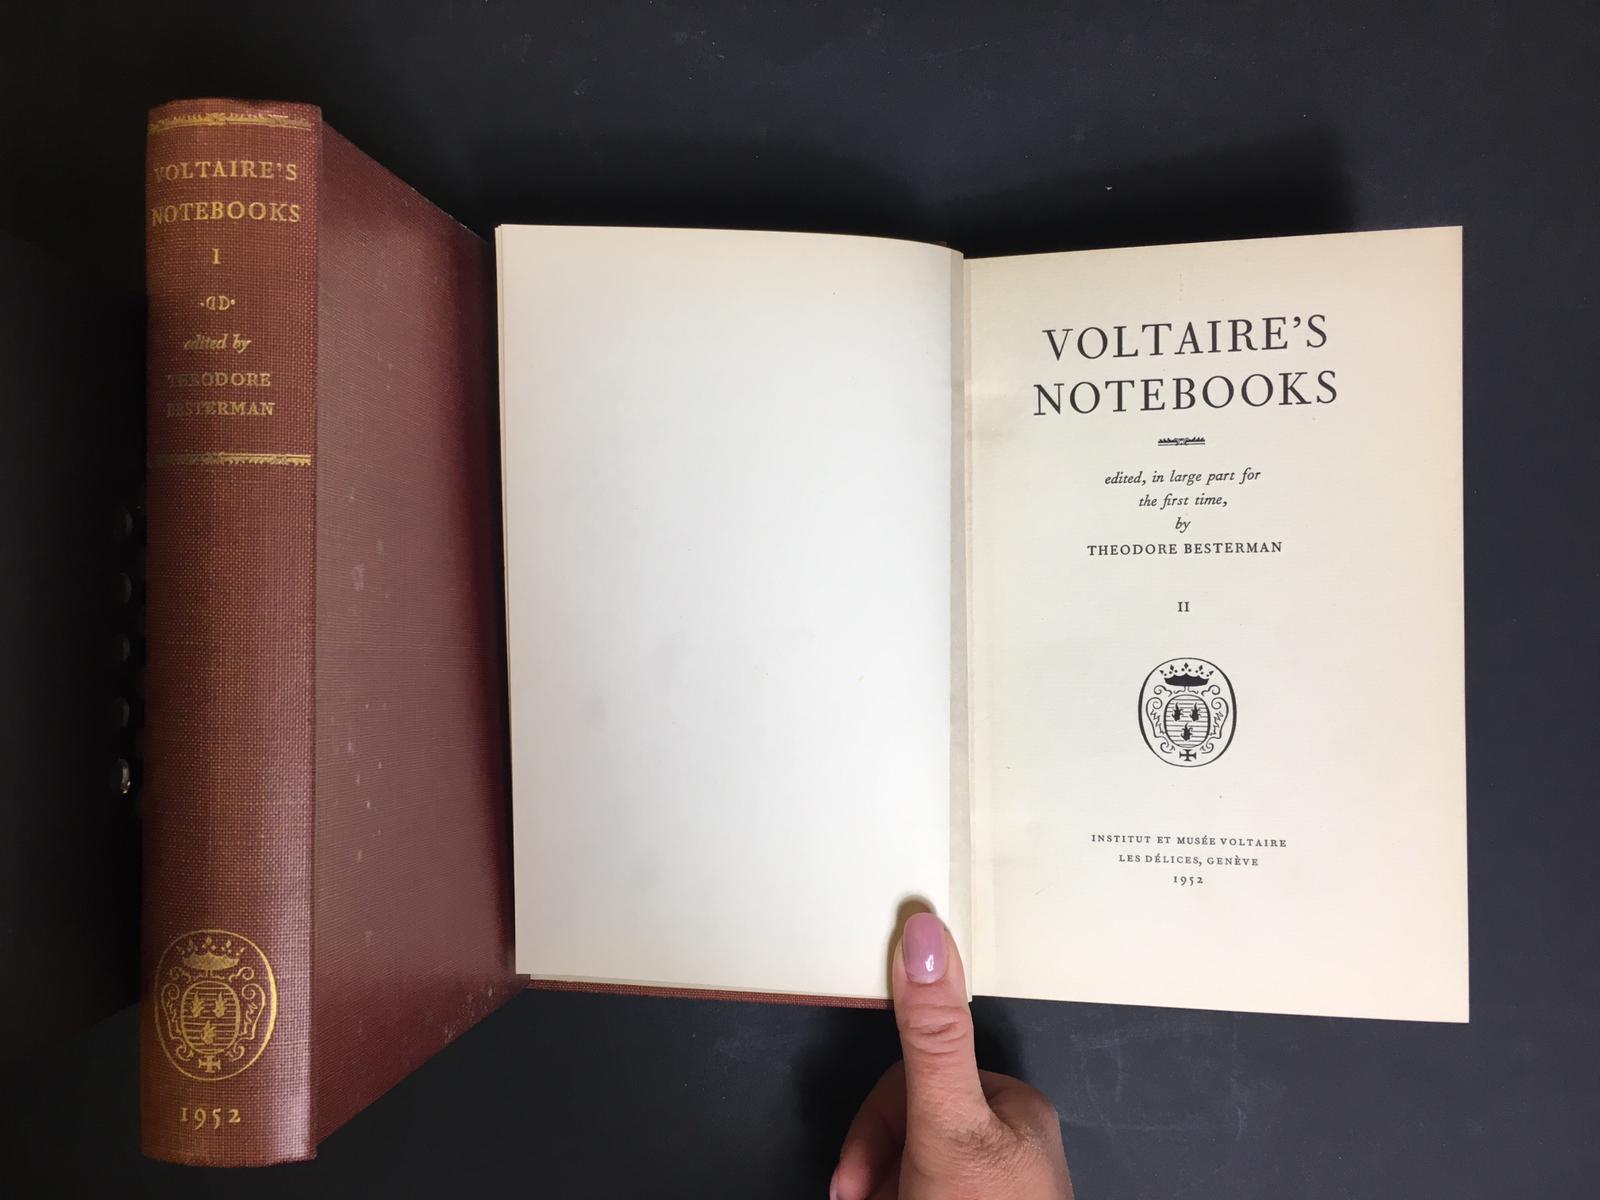 VOLTAIRE'S
NOTEBOOKS
I
edited by
THEODORE
BESTERMAN
1952
VOLTAIRE'S
NOTEBOOKS
edited, in large part for
the first time,
by
THEODORE BESTERMAN
II
INSTITUT ET MUSÉE VOLTAIRE
LES DÉLICES, GENÈVE
1952